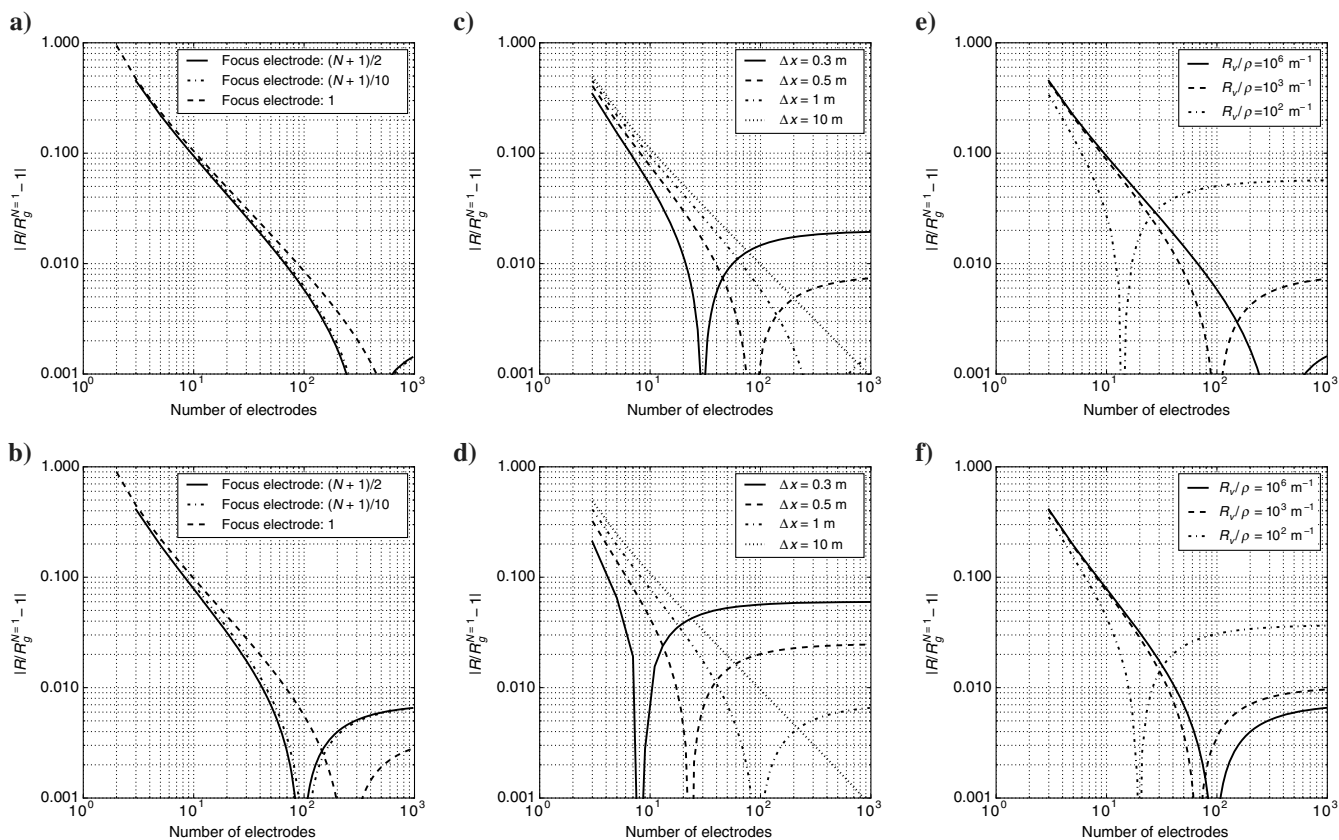 a)
1.000
0.100
0.010
0.001
|R/R_g^{N=1} − 1|
10^0
10^1
10^2
10^3
Number of electrodes
Focus electrode: (N + 1)/2
Focus electrode: (N + 1)/10
Focus electrode: 1
c)
1.000
0.100
0.010
0.001
|R/R_g^{N=1} − 1|
10^0
10^1
10^2
10^3
Number of electrodes
Δx = 0.3 m
Δx = 0.5 m
Δx = 1 m
Δx = 10 m
e)
1.000
0.100
0.010
0.001
|R/R_g^{N=1} − 1|
10^0
10^1
10^2
10^3
Number of electrodes
R_v/ρ = 10^6 m^{−1}
R_v/ρ = 10^3 m^{−1}
R_v/ρ = 10^2 m^{−1}
b)
1.000
0.100
0.010
0.001
|R/R_g^{N=1} − 1|
10^0
10^1
10^2
10^3
Number of electrodes
Focus electrode: (N + 1)/2
Focus electrode: (N + 1)/10
Focus electrode: 1
d)
1.000
0.100
0.010
0.001
|R/R_g^{N=1} − 1|
10^0
10^1
10^2
10^3
Number of electrodes
Δx = 0.3 m
Δx = 0.5 m
Δx = 1 m
Δx = 10 m
f)
1.000
0.100
0.010
0.001
|R/R_g^{N=1} − 1|
10^0
10^1
10^2
10^3
Number of electrodes
R_v/ρ = 10^6 m^{−1}
R_v/ρ = 10^3 m^{−1}
R_v/ρ = 10^2 m^{−1}